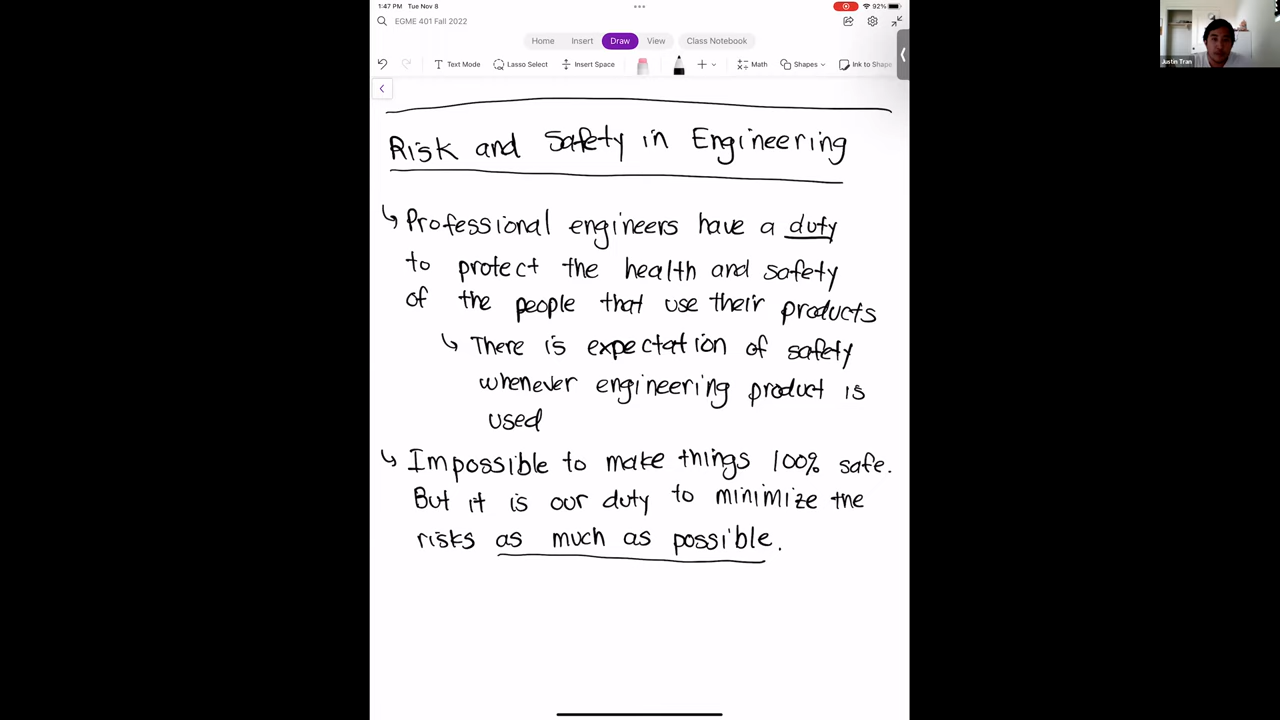 1:47 PM Tue Nov 8
92%
EGME 401 Fall 2022
Home Insert Draw View Class Notebook
Text Mode Lasso Select Insert Space Math Shapes Ink to Shape
Justin Tran
Risk and Safety in Engineering
Professional engineers have a duty
to protect the health and safety
of the people that use their products
There is expectation of safety
whenever engineering product is
used
Impossible to make things 100% safe.
But it is our duty to minimize the
risks as much as possible.